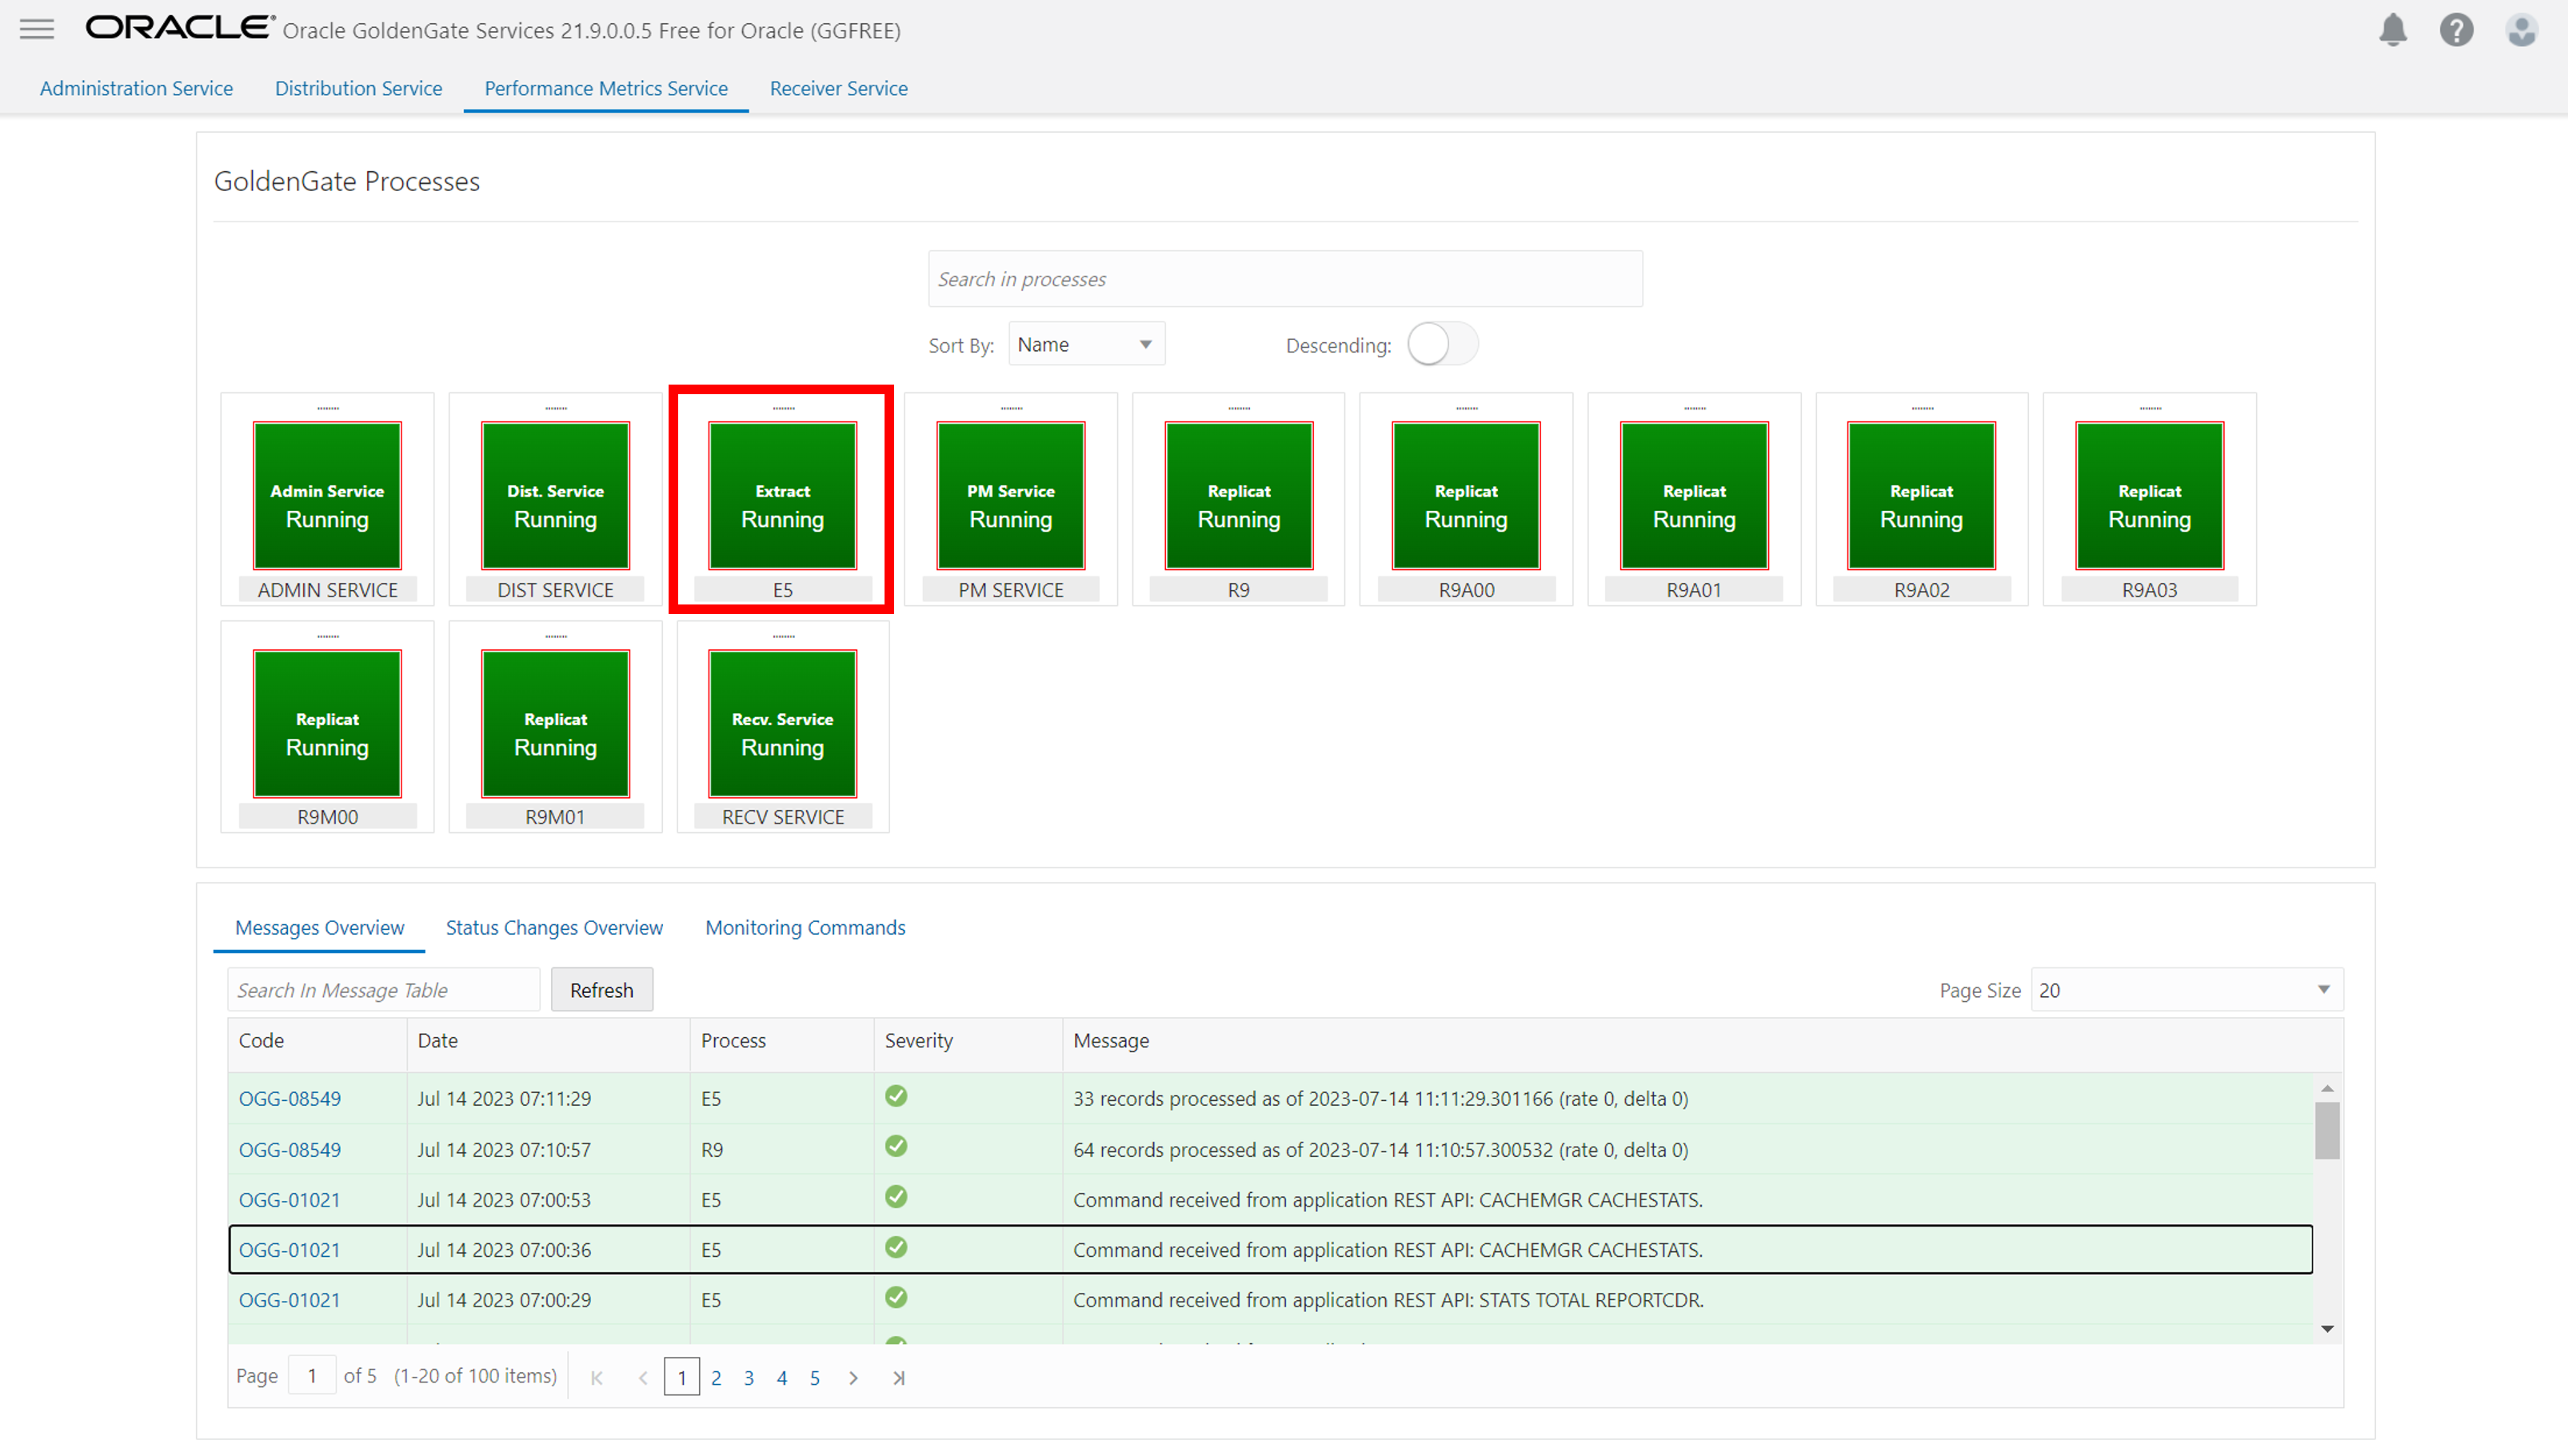 ORACLE® Oracle GoldenGate Services 21.9.0.0.5 Free for Oracle (GGFREE)
Administration Service Distribution Service Performance Metrics Service Receiver Service
GoldenGate Processes
Search in processes
Sort By: Name Descending:
Admin Service Dist. Service Extract PM Service Replicat Replicat Replicat Replicat Replicat
Running Running Running Running Running Running Running Running Running
ADMIN SERVICE DIST SERVICE E5 PM SERVICE R9 R9A00 R9A01 R9A02 R9A03
Replicat Replicat Recv. Service
Running Running Running
R9M00 R9M01 RECV SERVICE
Messages Overview Status Changes Overview Monitoring Commands
Search In Message Table Refresh Page Size 20
Code Date Process Severity Message
OGG-08549 Jul 14 2023 07:11:29 E5 33 records processed as of 2023-07-14 11:11:29.301166 (rate 0, delta 0)
OGG-08549 Jul 14 2023 07:10:57 R9 64 records processed as of 2023-07-14 11:10:57.300532 (rate 0, delta 0)
OGG-01021 Jul 14 2023 07:00:53 E5 Command received from application REST API: CACHEMGR CACHESTATS.
OGG-01021 Jul 14 2023 07:00:36 E5 Command received from application REST API: CACHEMGR CACHESTATS.
OGG-01021 Jul 14 2023 07:00:29 E5 Command received from application REST API: STATS TOTAL REPORTCDR.
Page 1 of 5 (1-20 of 100 items) 1 2 3 4 5